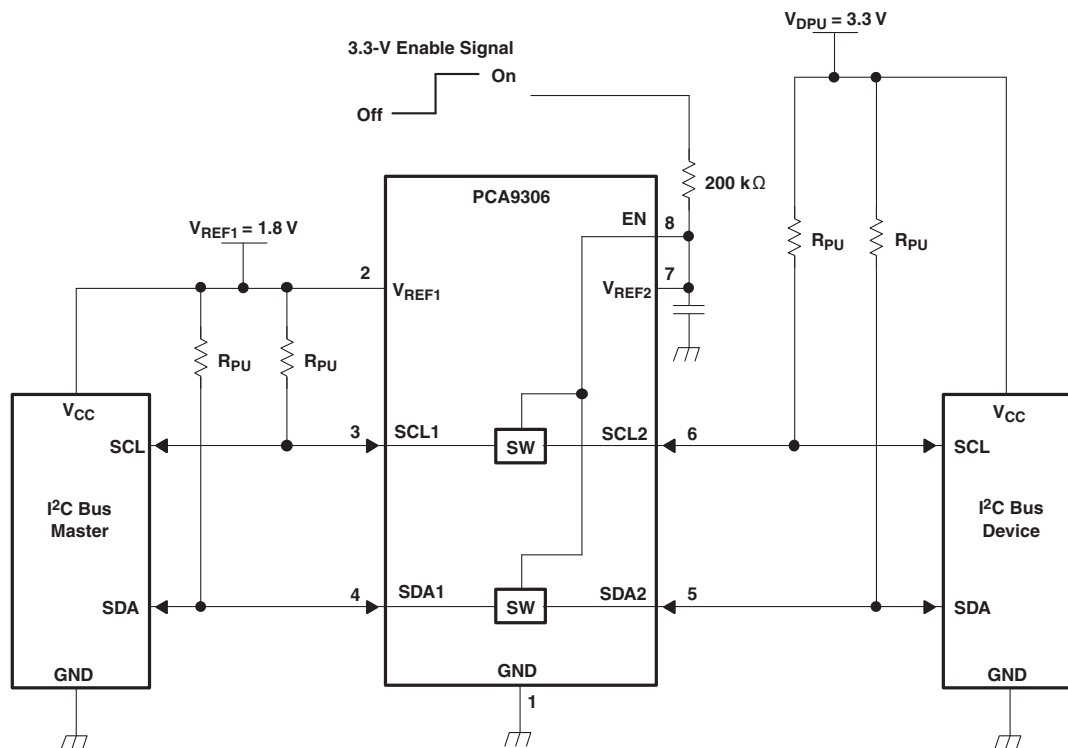 V_DPU = 3.3 V
3.3-V Enable Signal
On
Off
200 kΩ
PCA9306
EN
8
V_REF1 = 1.8 V
R_PU
R_PU
2
7
V_REF1
V_REF2
R_PU
R_PU
V_CC
V_CC
SCL
3
SCL1
SW
SCL2
6
SCL
I²C Bus
Master
I²C Bus
Device
SDA
4
SDA1
SW
SDA2
5
SDA
GND
GND
GND
1